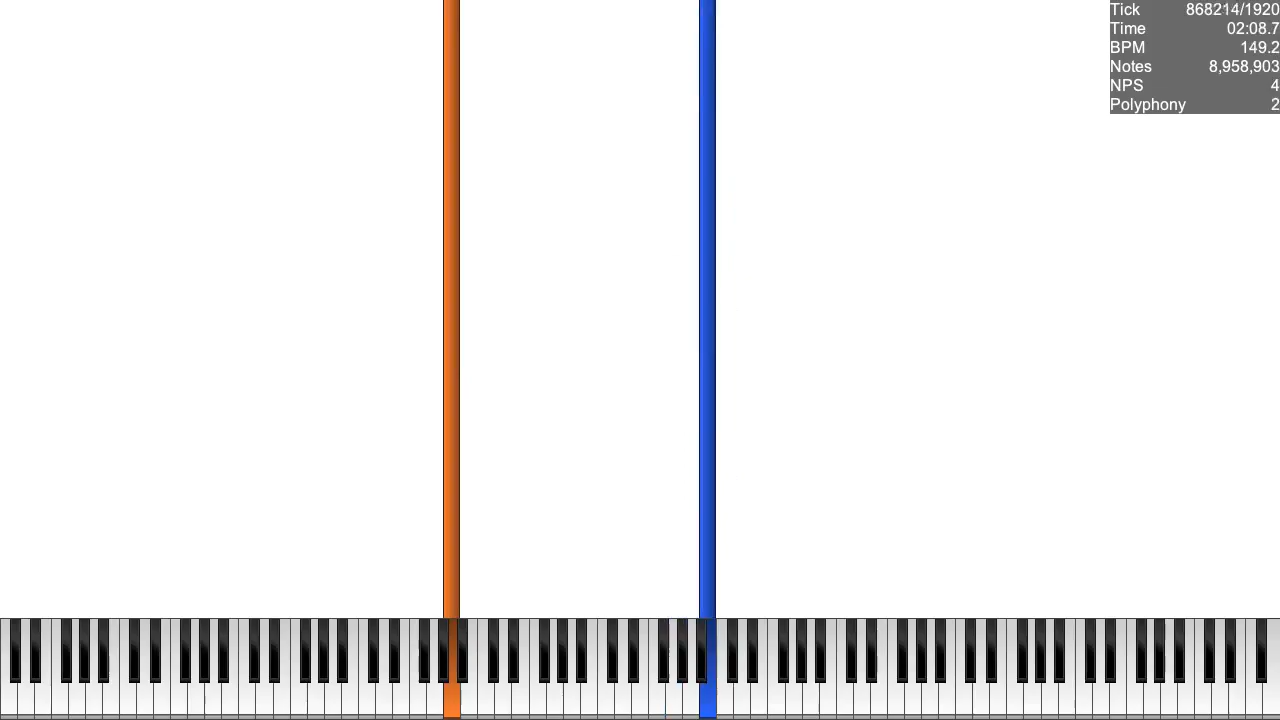 Tick 868214/1920
Time 02:08.7
BPM 149.2
Notes 8,958,903
NPS 4
Polyphony 2